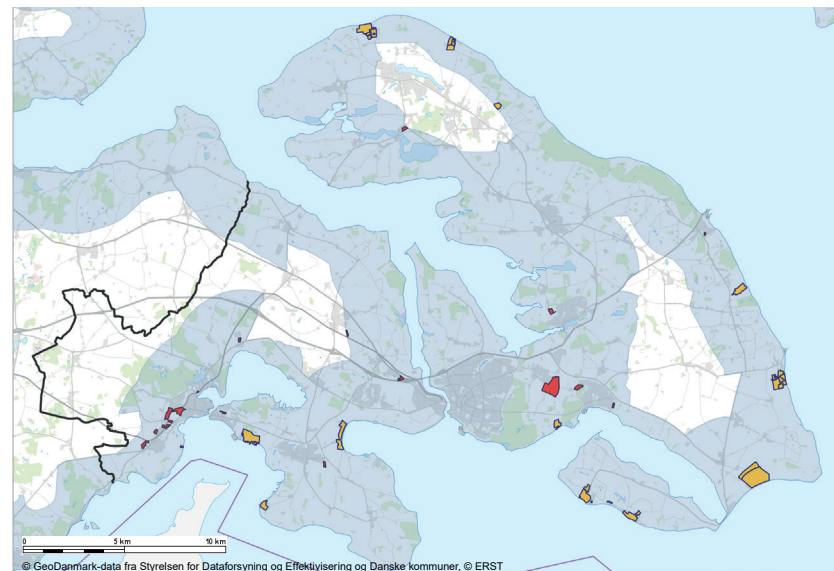 0
5 km
10 km
© GeoDanmark-data fra Styrelsen for Dataforsyning og Effektivisering og Danske kommuner, © ERST